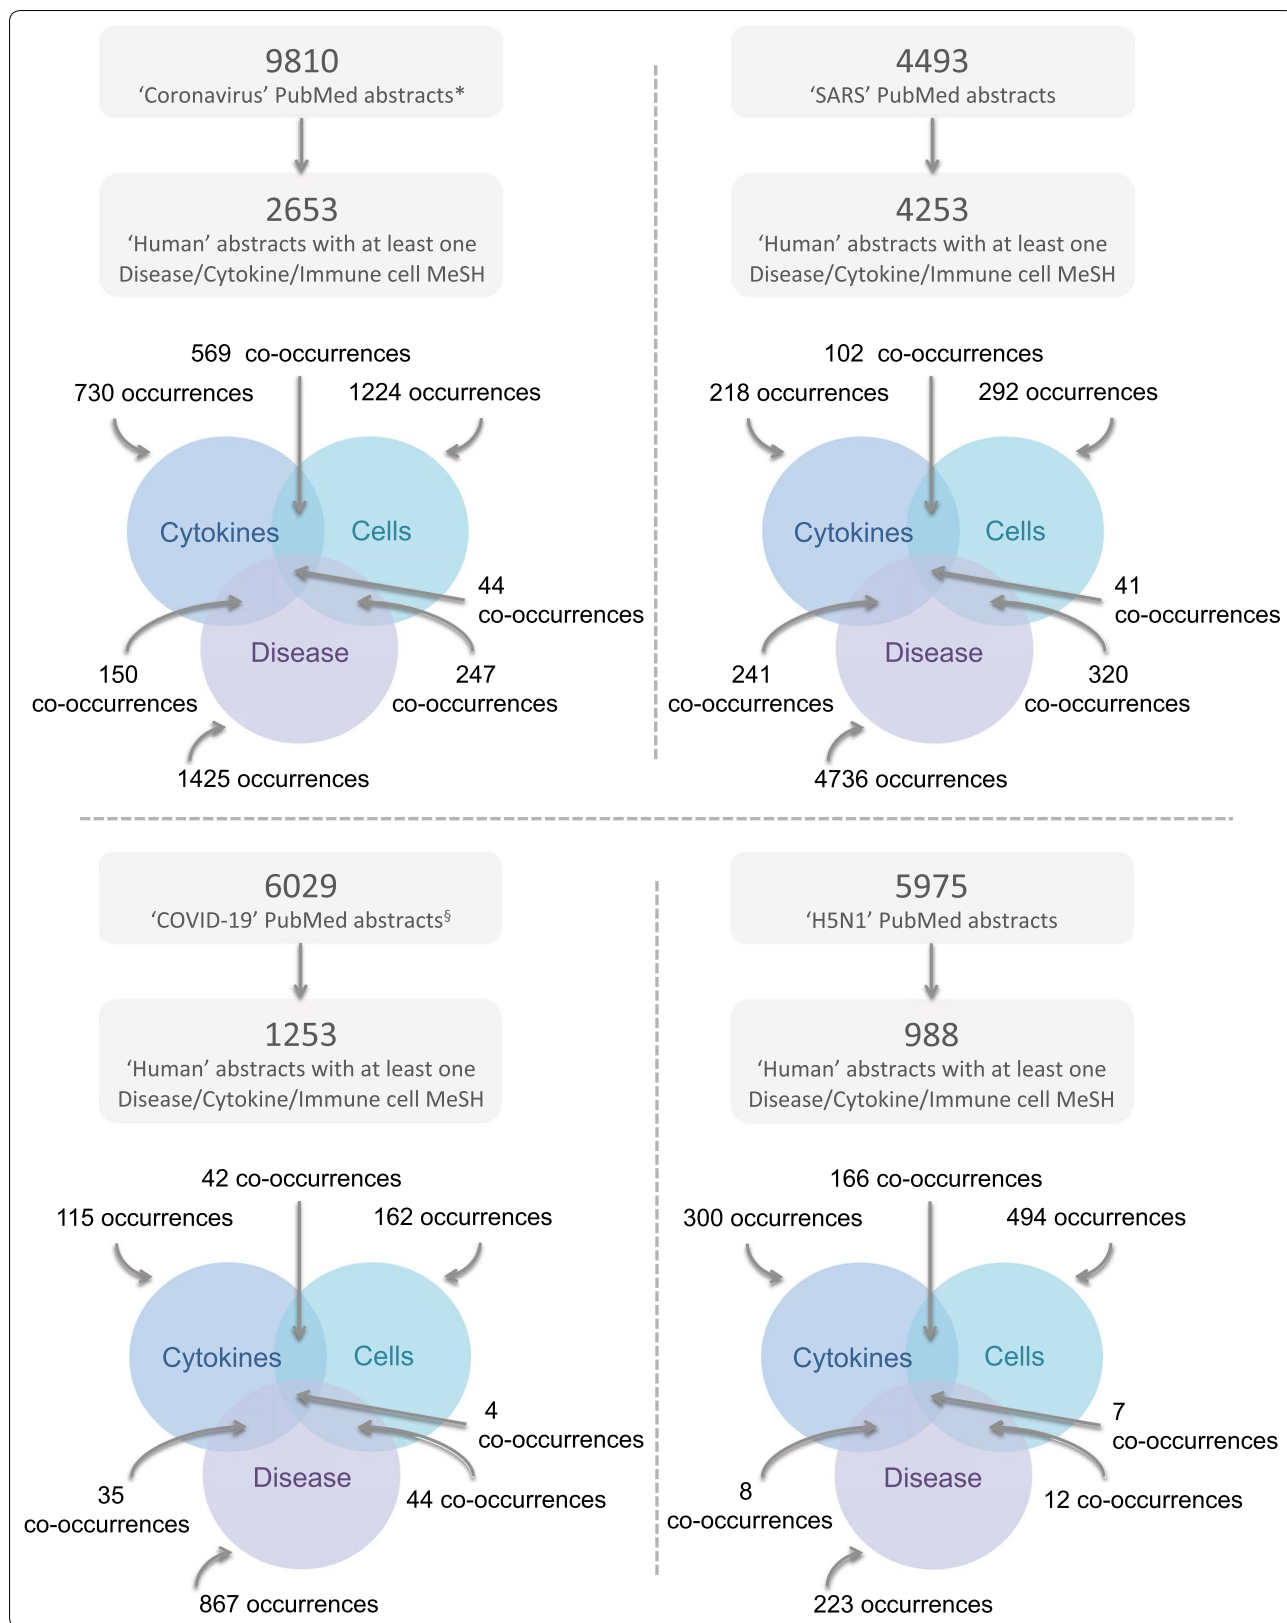 9810
‘Coronavirus’ PubMed abstracts*
2653
‘Human’ abstracts with at least one
Disease/Cytokine/Immune cell MeSH
569 co-occurrences
730 occurrences
1224 occurrences
Cytokines
Cells
44
co-occurrences
Disease
150
co-occurrences
247
co-occurrences
1425 occurrences
4493
‘SARS’ PubMed abstracts
4253
‘Human’ abstracts with at least one
Disease/Cytokine/Immune cell MeSH
102 co-occurrences
218 occurrences
292 occurrences
Cytokines
Cells
41
co-occurrences
Disease
241
co-occurrences
320
co-occurrences
4736 occurrences
6029
‘COVID-19’ PubMed abstracts§
1253
‘Human’ abstracts with at least one
Disease/Cytokine/Immune cell MeSH
42 co-occurrences
115 occurrences
162 occurrences
Cytokines
Cells
4
co-occurrences
Disease
35
co-occurrences
44 co-occurrences
867 occurrences
5975
‘H5N1’ PubMed abstracts
988
‘Human’ abstracts with at least one
Disease/Cytokine/Immune cell MeSH
166 co-occurrences
300 occurrences
494 occurrences
Cytokines
Cells
7
co-occurrences
Disease
8
co-occurrences
12 co-occurrences
223 occurrences